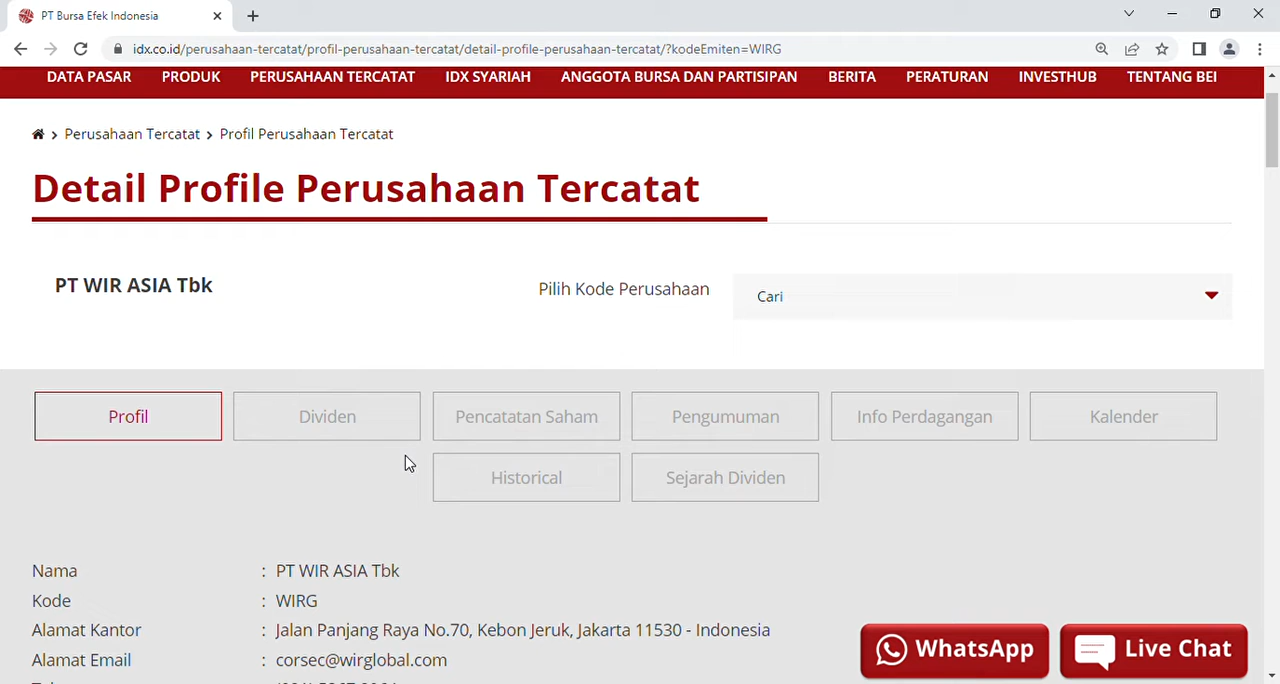 PT Bursa Efek Indonesia
idx.co.id/perusahaan-tercatat/profil-perusahaan-tercatat/detail-profile-perusahaan-tercatat/?kodeEmiten=WIRG
DATA PASAR PRODUK PERUSAHAAN TERCATAT IDX SYARIAH ANGGOTA BURSA DAN PARTISIPAN BERITA PERATURAN INVESTHUB TENTANG BEI
Perusahaan Tercatat > Profil Perusahaan Tercatat
Detail Profile Perusahaan Tercatat
PT WIR ASIA Tbk Pilih Kode Perusahaan Cari
Profil Dividen Pencatatan Saham Pengumuman Info Perdagangan Kalender
Historical Sejarah Dividen
Nama : PT WIR ASIA Tbk
Kode : WIRG
Alamat Kantor : Jalan Panjang Raya No.70, Kebon Jeruk, Jakarta 11530 - Indonesia
Alamat Email : corsec@wirglobal.com
WhatsApp Live Chat